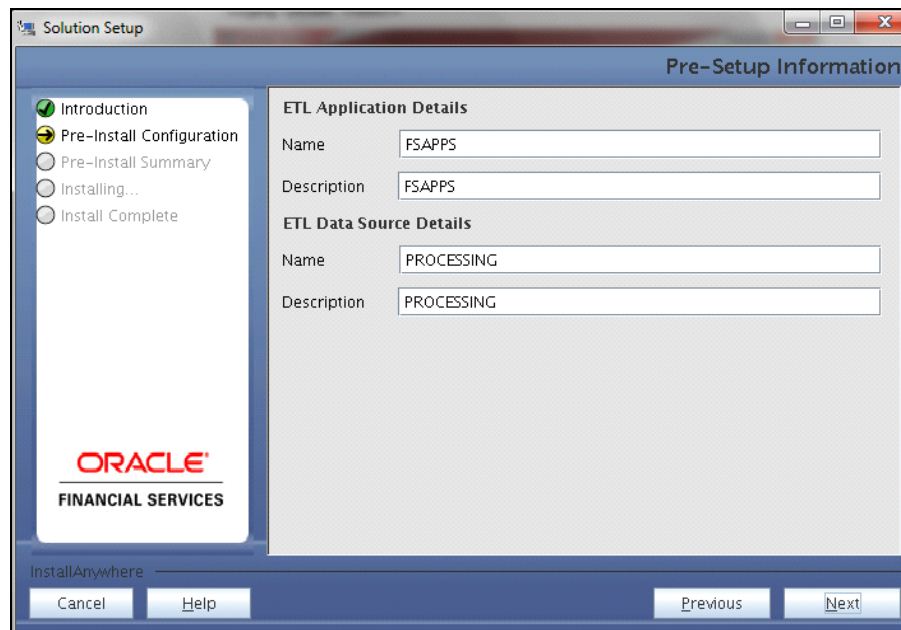 Solution Setup
Pre-Setup Information
Introduction
Pre-Install Configuration
Pre-Install Summary
Installing...
Install Complete
ORACLE
FINANCIAL SERVICES
ETL Application Details
Name FSAPPS
Description FSAPPS
ETL Data Source Details
Name PROCESSING
Description PROCESSING
InstallAnywhere
Cancel Help Previous Next